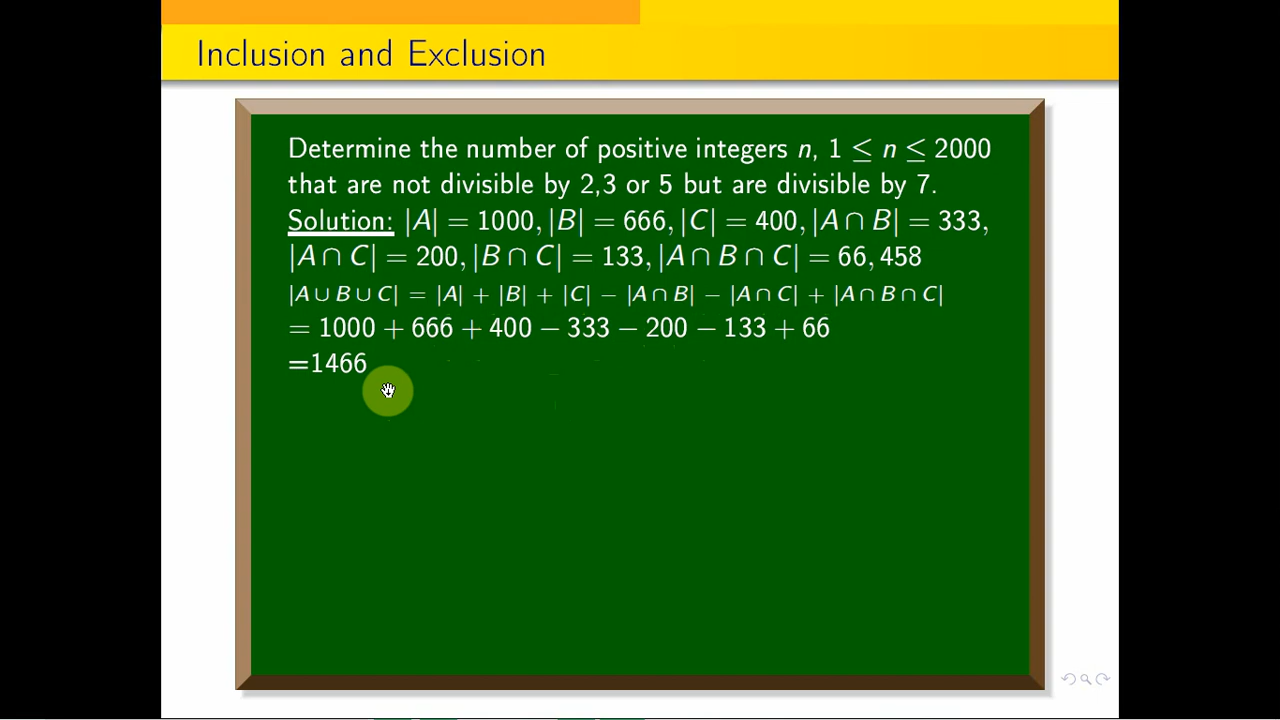 Inclusion and Exclusion
Determine the number of positive integers n, 1 ≤ n ≤ 2000
that are not divisible by 2,3 or 5 but are divisible by 7.
Solution: |A| = 1000, |B| = 666, |C| = 400, |A ∩ B| = 333,
|A ∩ C| = 200, |B ∩ C| = 133, |A ∩ B ∩ C| = 66, 458
|A ∪ B ∪ C| = |A| + |B| + |C| − |A ∩ B| − |A ∩ C| + |A ∩ B ∩ C|
= 1000 + 666 + 400 − 333 − 200 − 133 + 66
=1466